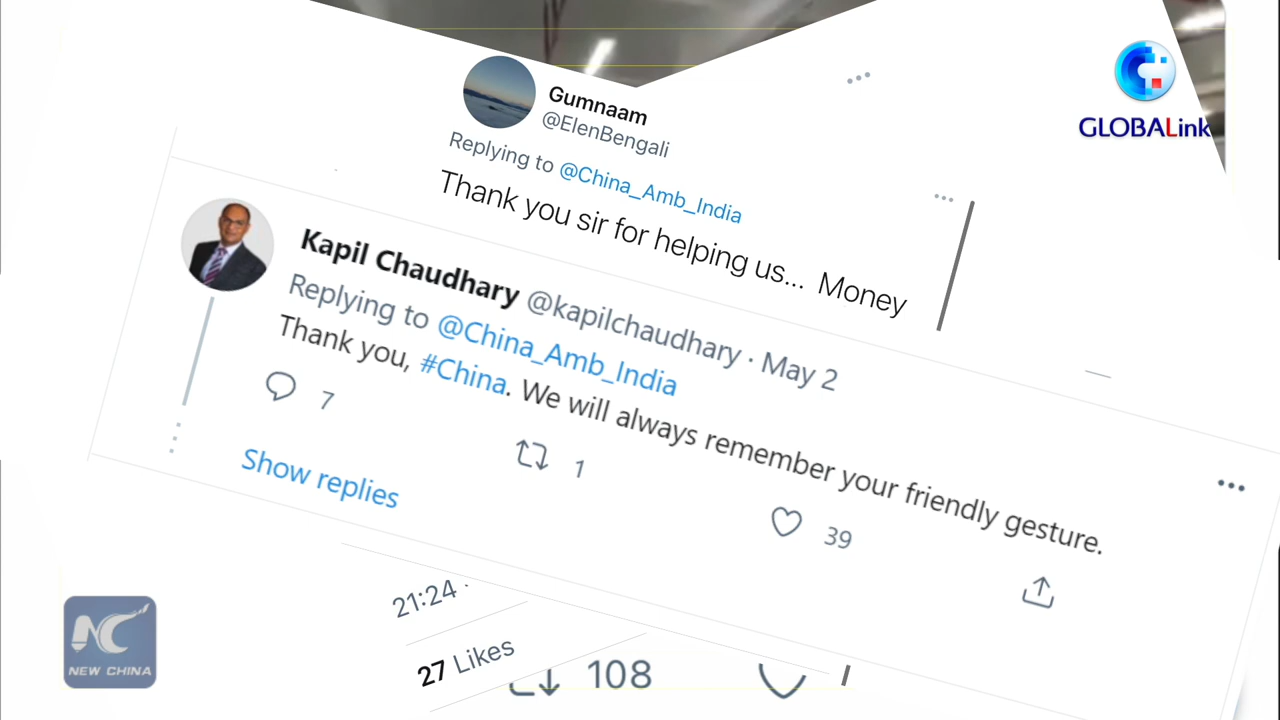 Gumnaam
@ElenBengali
Replying to @China_Amb_India
Thank you sir for helping us... Money
GLOBALink
Kapil Chaudhary @kapilchaudhary · May 2
Replying to @China_Amb_India
Thank you, #China. We will always remember your friendly gesture.
7
1
39
Show replies
21:24 ·
27 Likes
108
NEW CHINA